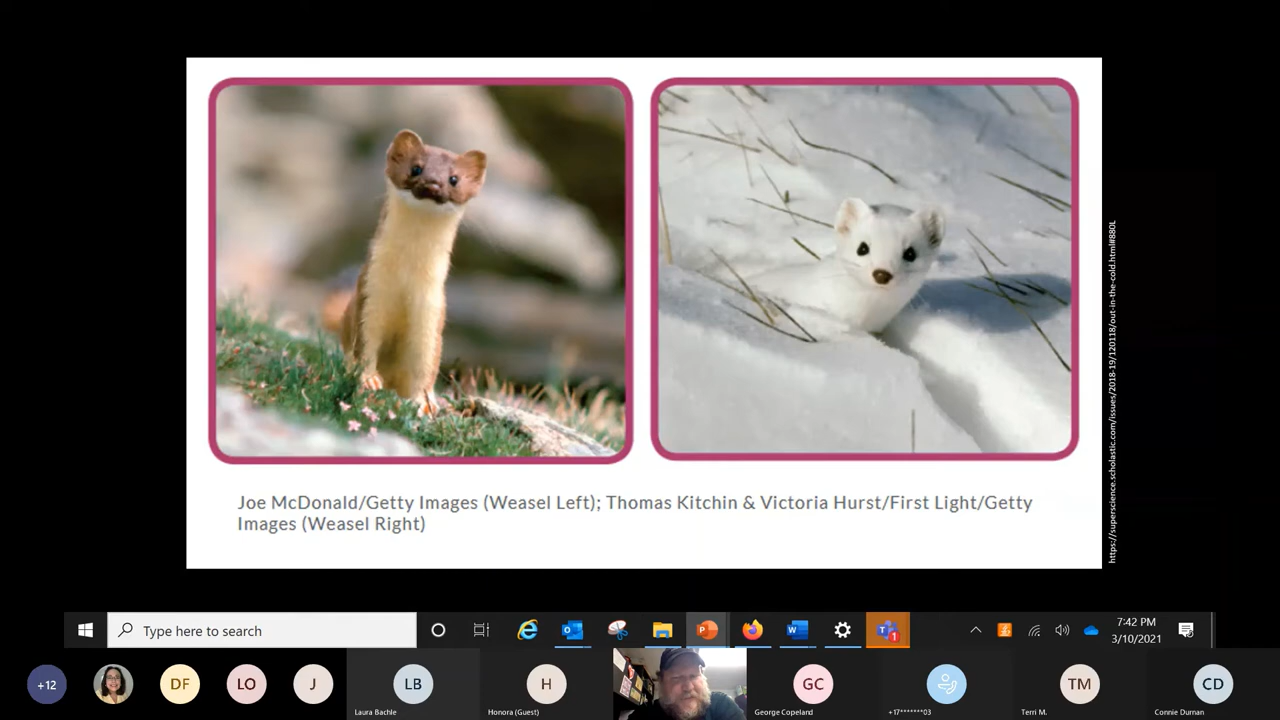 Joe McDonald/Getty Images (Weasel Left); Thomas Kitchin & Victoria Hurst/First Light/Getty
Images (Weasel Right)
https://superscience.scholastic.com/issues/2018-19/120118/out-in-the-cold.html#880L
Type here to search
7:42 PM
3/10/2021
1
+12
DF
LO
J
LB
Laura Bachle
H
Honora (Guest)
GC
George Copeland
+17*******03
TM
Terri M.
CD
Connie Durnan